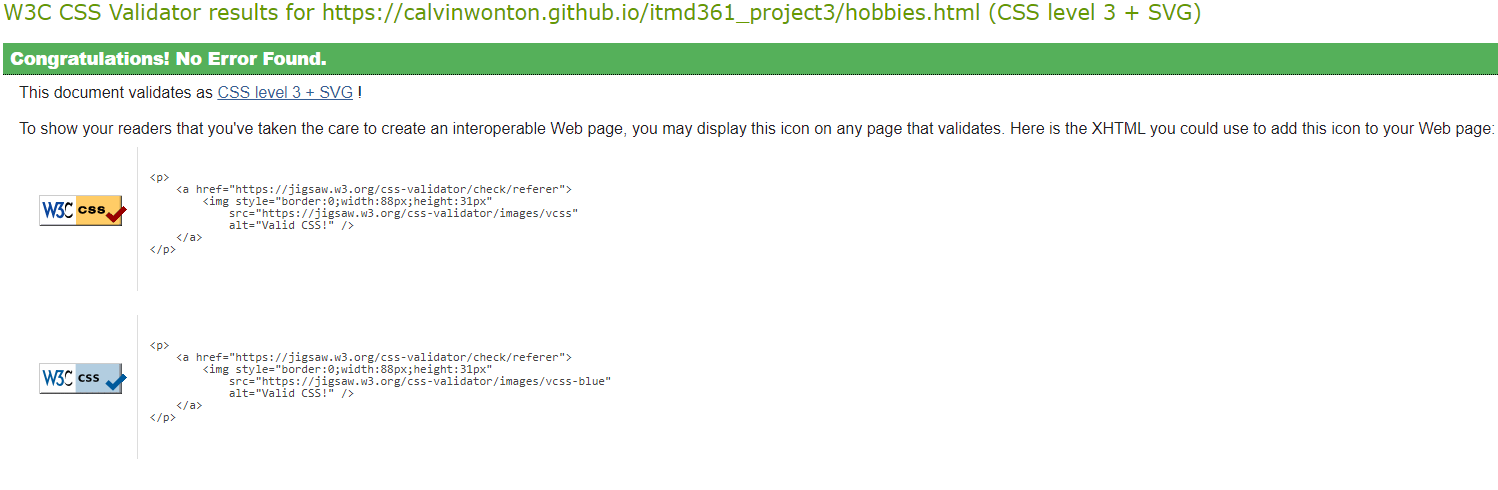 W3C CSS Validator results for https://calvinwonton.github.io/itmd361_project3/hobbies.html (CSS level 3 + SVG)
Congratulations! No Error Found.
This document validates as CSS level 3 + SVG !
To show your readers that you've taken the care to create an interoperable Web page, you may display this icon on any page that validates. Here is the XHTML you could use to add this icon to your Web page:
W3C css
<p>
<a href="https://jigsaw.w3.org/css-validator/check/referer">
<img style="border:0;width:88px;height:31px"
src="https://jigsaw.w3.org/css-validator/images/vcss"
alt="Valid CSS!" />
</a>
</p>
W3C css
<p>
<a href="https://jigsaw.w3.org/css-validator/check/referer">
<img style="border:0;width:88px;height:31px"
src="https://jigsaw.w3.org/css-validator/images/vcss-blue"
alt="Valid CSS!" />
</a>
</p>